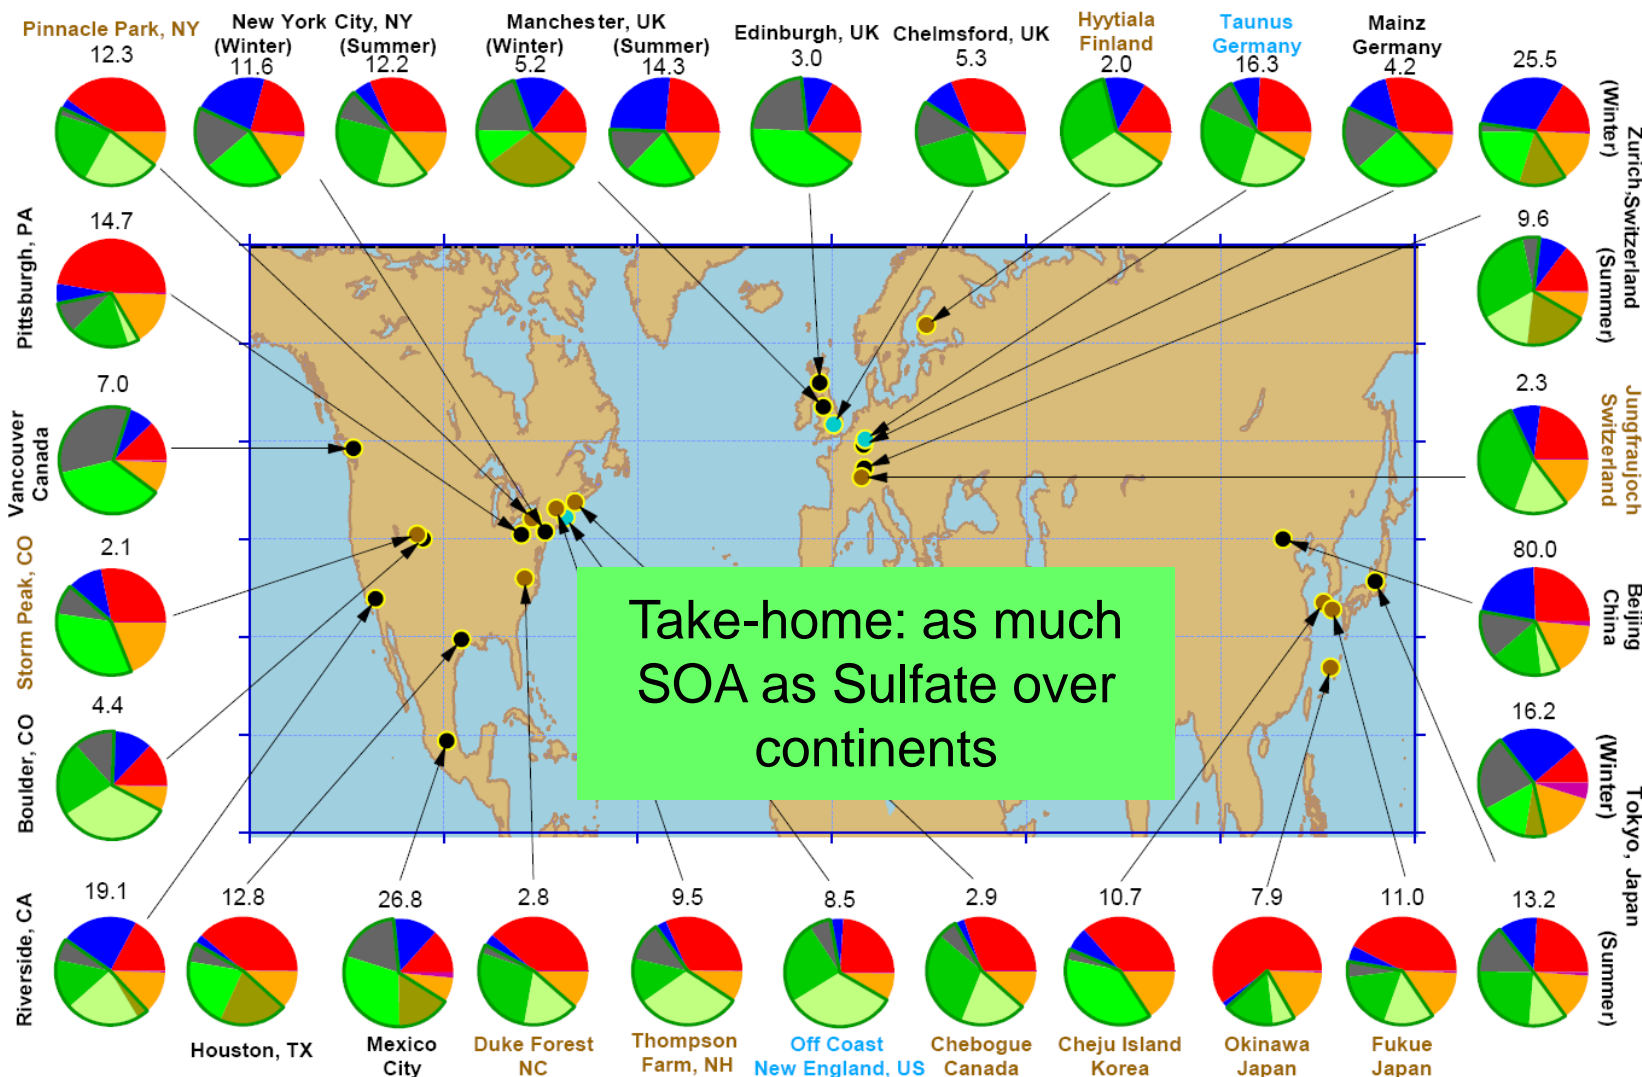 Pinnacle Park, NY
12.3
New York City, NY
(Winter)
(Summer)
11.6
12.2
Manchester, UK
(Winter)
(Summer)
5.2
14.3
Edinburgh, UK
3.0
Chelmsford, UK
5.3
Hyytiala
Finland
2.0
Taunus
Germany
16.3
Mainz
Germany
4.2
25.5
(Winter)
Zurich,Switzerland
9.6
(Summer)
Pittsburgh, PA
14.7
Vancouver
Canada
7.0
Storm Peak, CO
2.1
Boulder, CO
4.4
Jungfraujoch
Switzerland
2.3
Beijing
China
80.0
Take-home: as much
SOA as Sulfate over
continents
16.2
(Winter)
Tokyo, Japan
13.2
(Summer)
Riverside, CA
19.1
12.8
Houston, TX
26.8
Mexico
City
2.8
Duke Forest
NC
9.5
Thompson
Farm, NH
8.5
Off Coast
New England, US
2.9
Chebogue
Canada
10.7
Cheju Island
Korea
7.9
Okinawa
Japan
11.0
Fukue
Japan